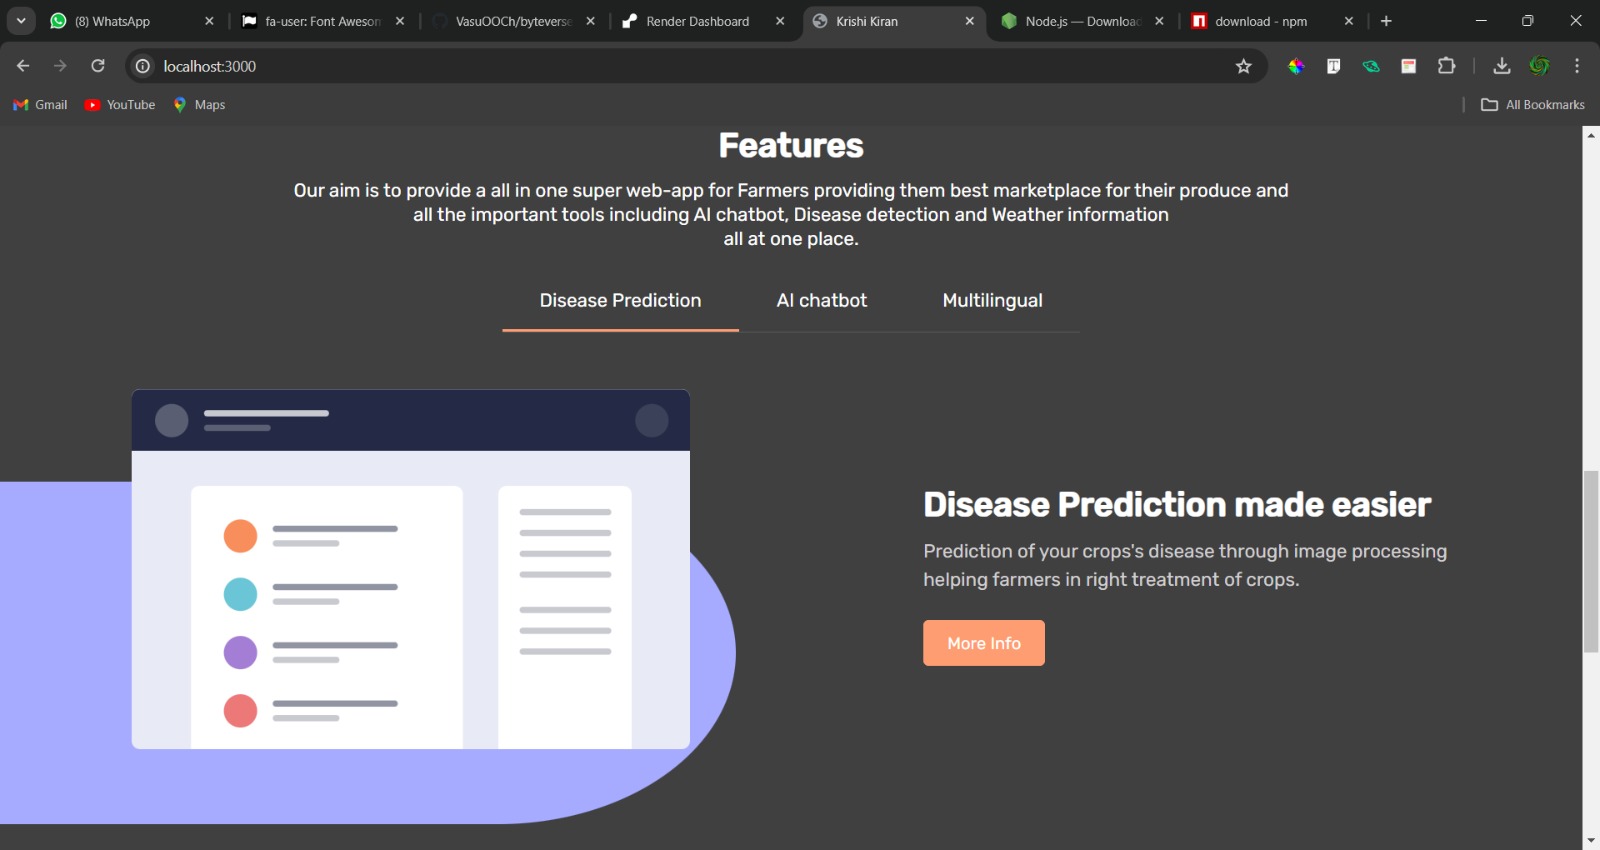 (8) WhatsApp
fa-user: Font Awesom
VasuOOCh/byteverse
Render Dashboard
Krishi Kiran
Node.js — Download
download - npm
localhost:3000
Gmail
YouTube
Maps
All Bookmarks
Features
Our aim is to provide a all in one super web-app for Farmers providing them best marketplace for their produce and
all the important tools including AI chatbot, Disease detection and Weather information
all at one place.
Disease Prediction
AI chatbot
Multilingual
Disease Prediction made easier
Prediction of your crops's disease through image processing
helping farmers in right treatment of crops.
More Info